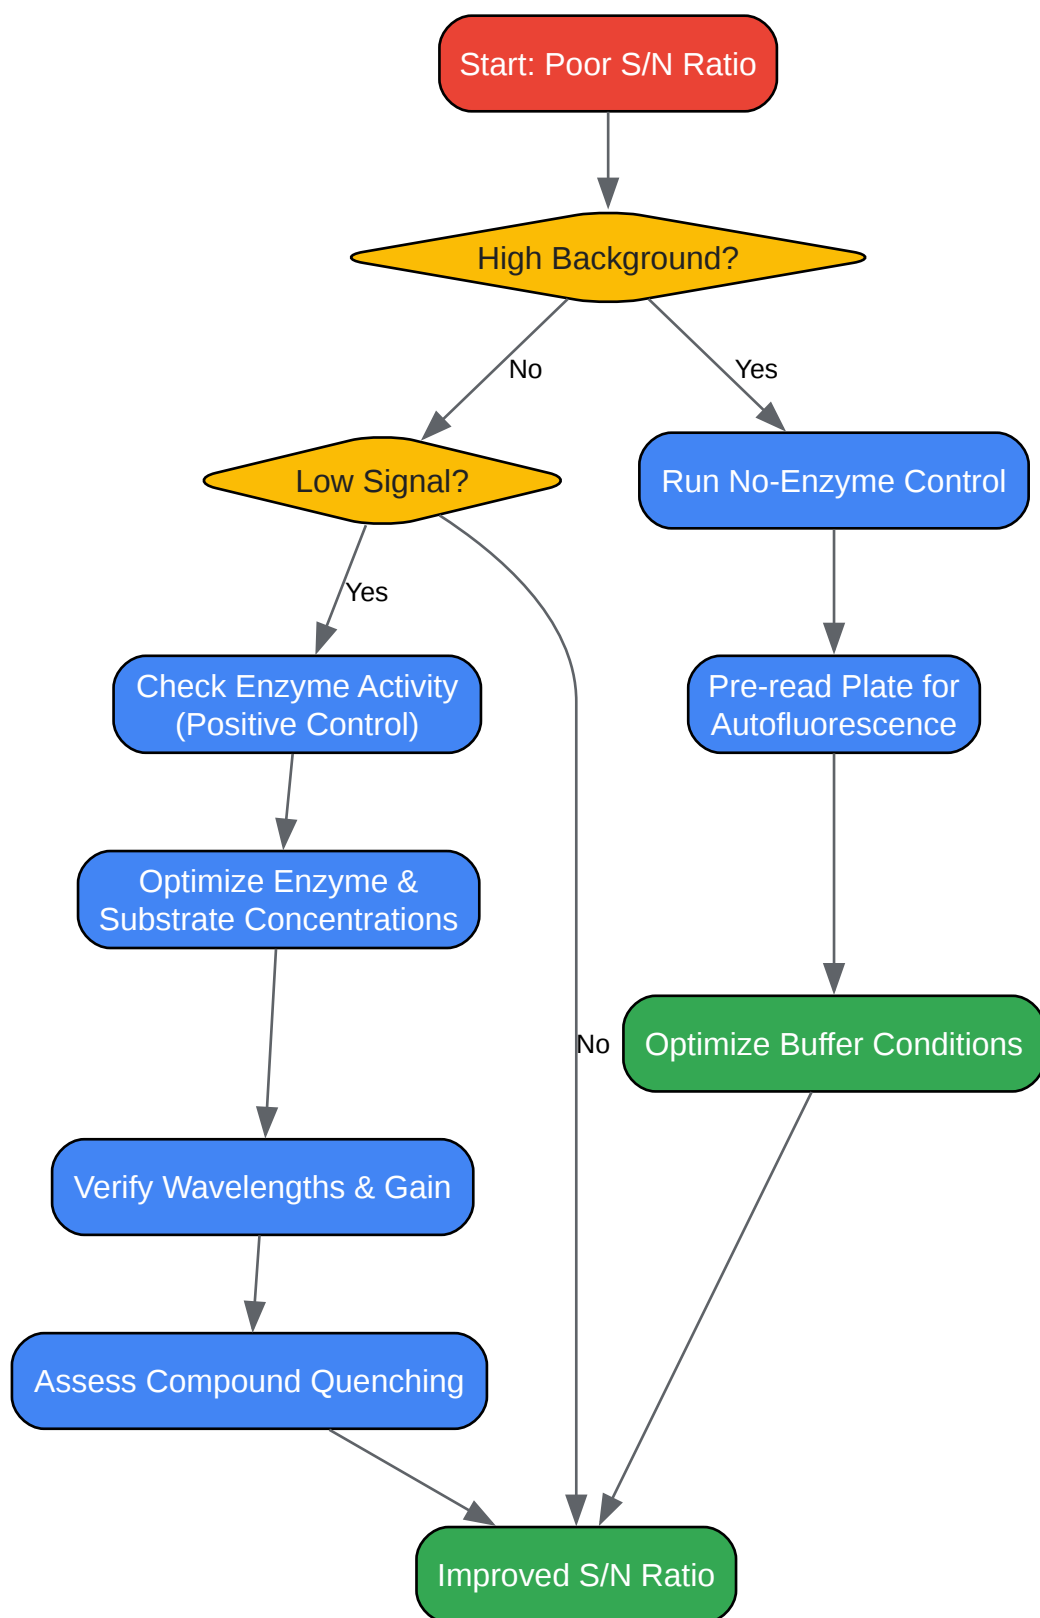 Start: Poor S/N Ratio
High Background?
No
Yes
Low Signal?
Run No-Enzyme Control
Yes
Check Enzyme Activity
(Positive Control)
Pre-read Plate for
Autofluorescence
Optimize Enzyme &
Substrate Concentrations
No
Optimize Buffer Conditions
Verify Wavelengths & Gain
Assess Compound Quenching
Improved S/N Ratio